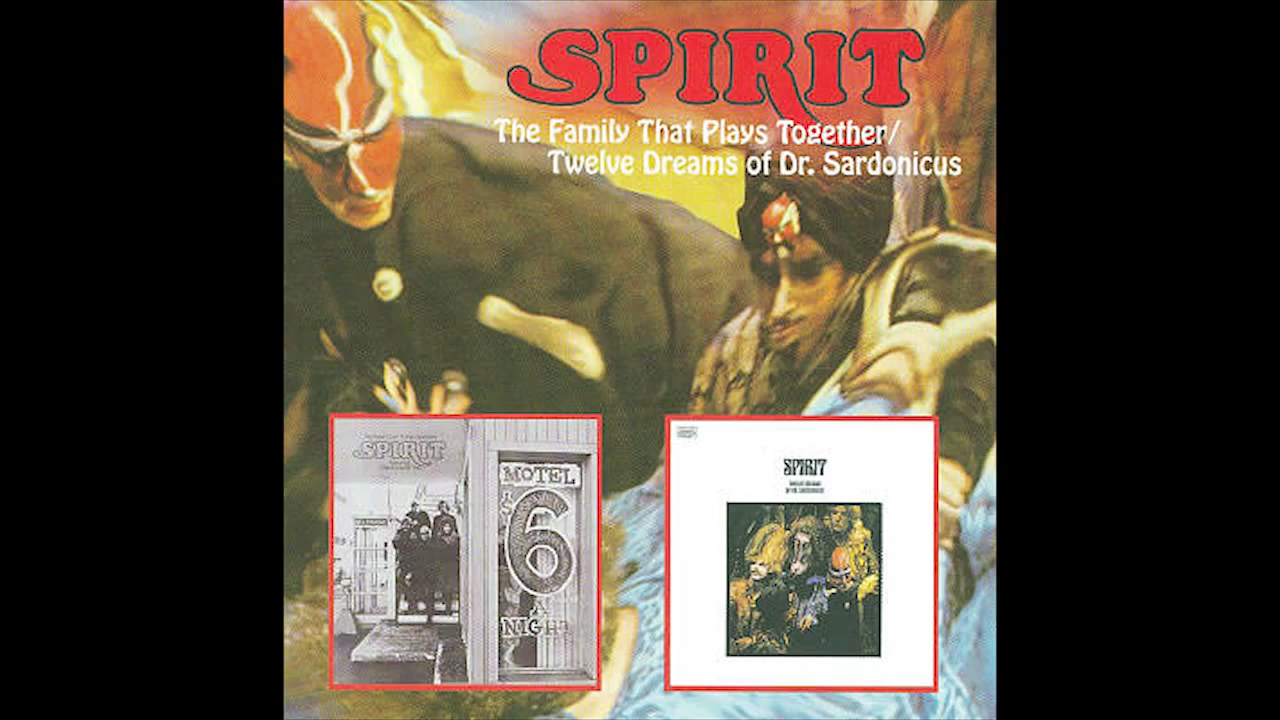 SPIRIT
The Family That Plays Together/
Twelve Dreams of Dr. Sardonicus
SPIRIT
MOTEL
6
NIGHT
SPIRIT